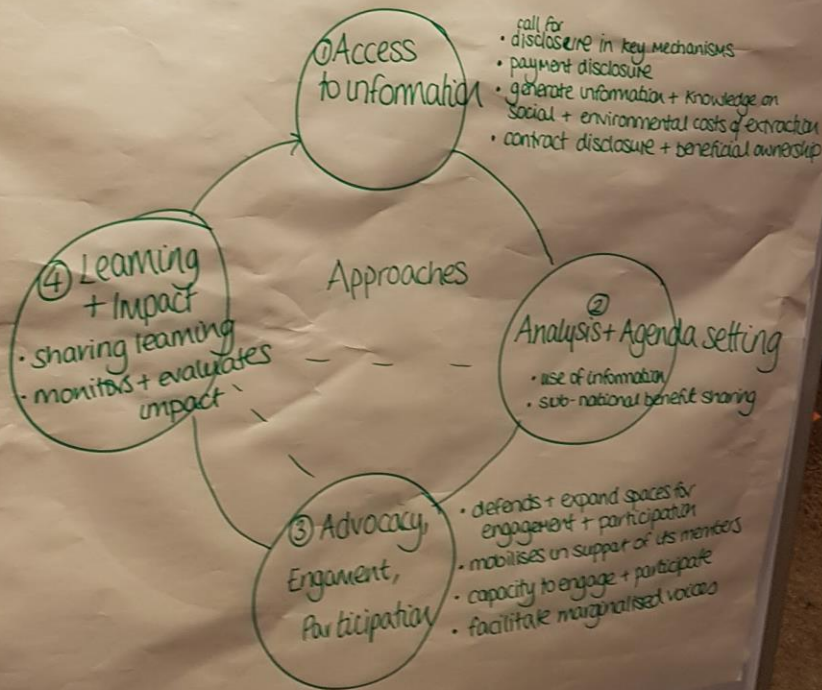 ① Access
to information
call for
• disclosure in key mechanisms
• payment disclosure
• generate information + knowledge on
social + environmental costs of extraction
• contract disclosure + beneficial ownership
Approaches
②
Analysis + Agenda setting
• use of information
• sub-national benefit sharing
③ Advocacy,
Engament,
Participation
• defends + expand spaces for
engagement + participation
• mobilises in support of its members
• capacity to engage + participate
• facilitate marginalised voices
④ Learning
+ Impact
• sharing learning
• monitors + evaluates
impact